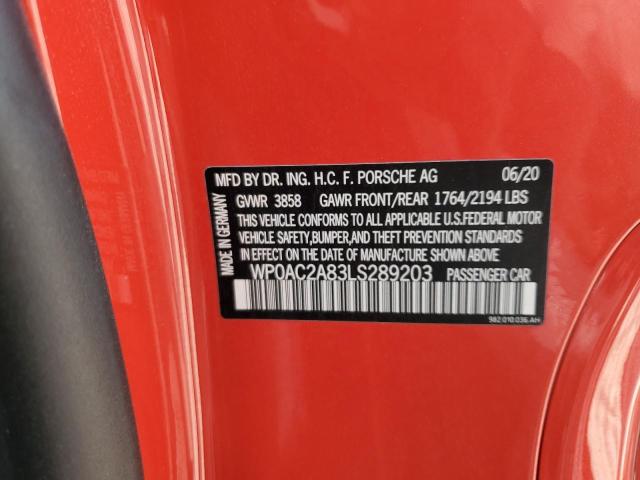 MFD BY DR. ING. H.C. F. PORSCHE AG 06/20
GVWR 3858 GAWR FRONT/REAR 1764/2194 LBS
THIS VEHICLE CONFORMS TO ALL APPLICABLE U.S.FEDERAL MOTOR
VEHICLE SAFETY,BUMPER,AND THEFT PREVENTION STANDARDS
IN EFFECT ON THE DATE OF MANUFACTURE SHOWN ABOVE.
WP0AC2A83LS289203 PASSENGER CAR
982.010.036.AH
MADE IN GERMANY